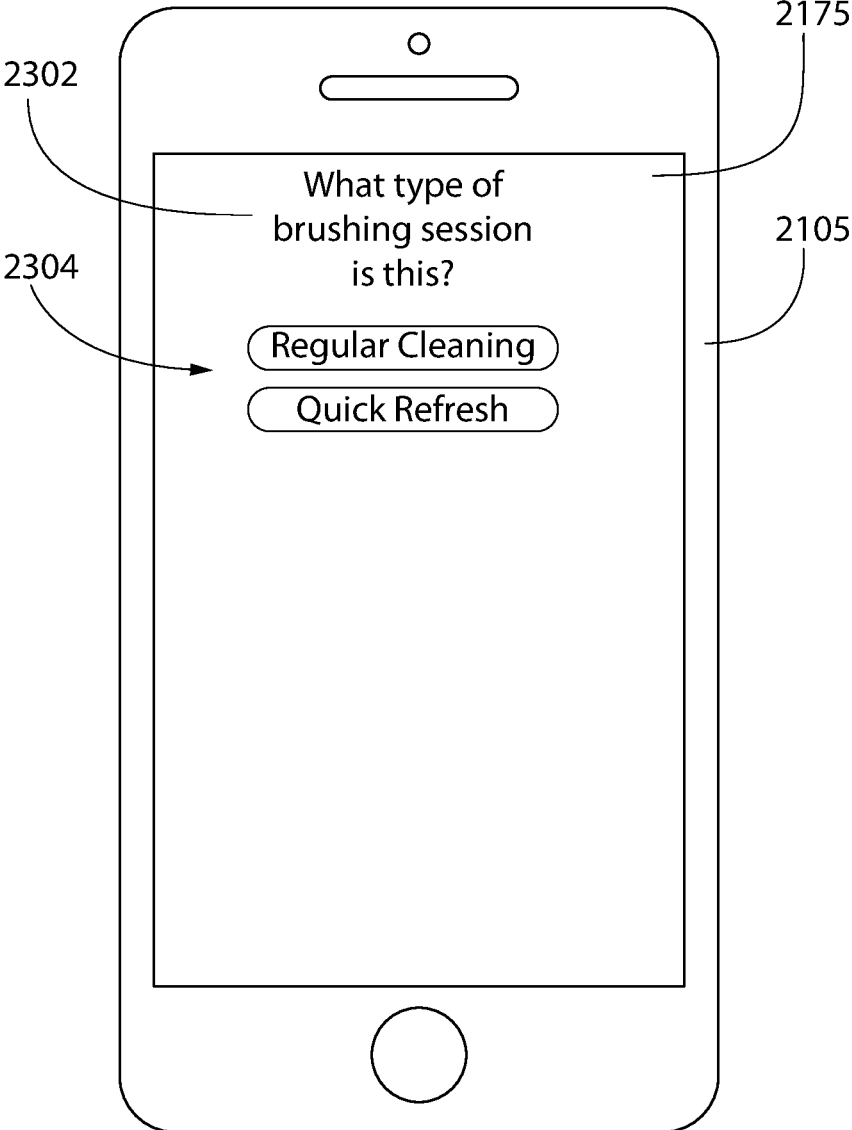 2175
2302
What type of
brushing session
is this?
2105
2304
Regular Cleaning
Quick Refresh